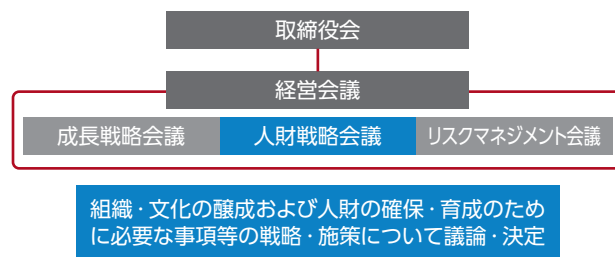 取締役会
経営会議
成長戦略会議 人財戦略会議 リスクマネジメント会議
組織・文化の醸成および人財の確保・育成のため
に必要な事項等の戦略・施策について議論・決定